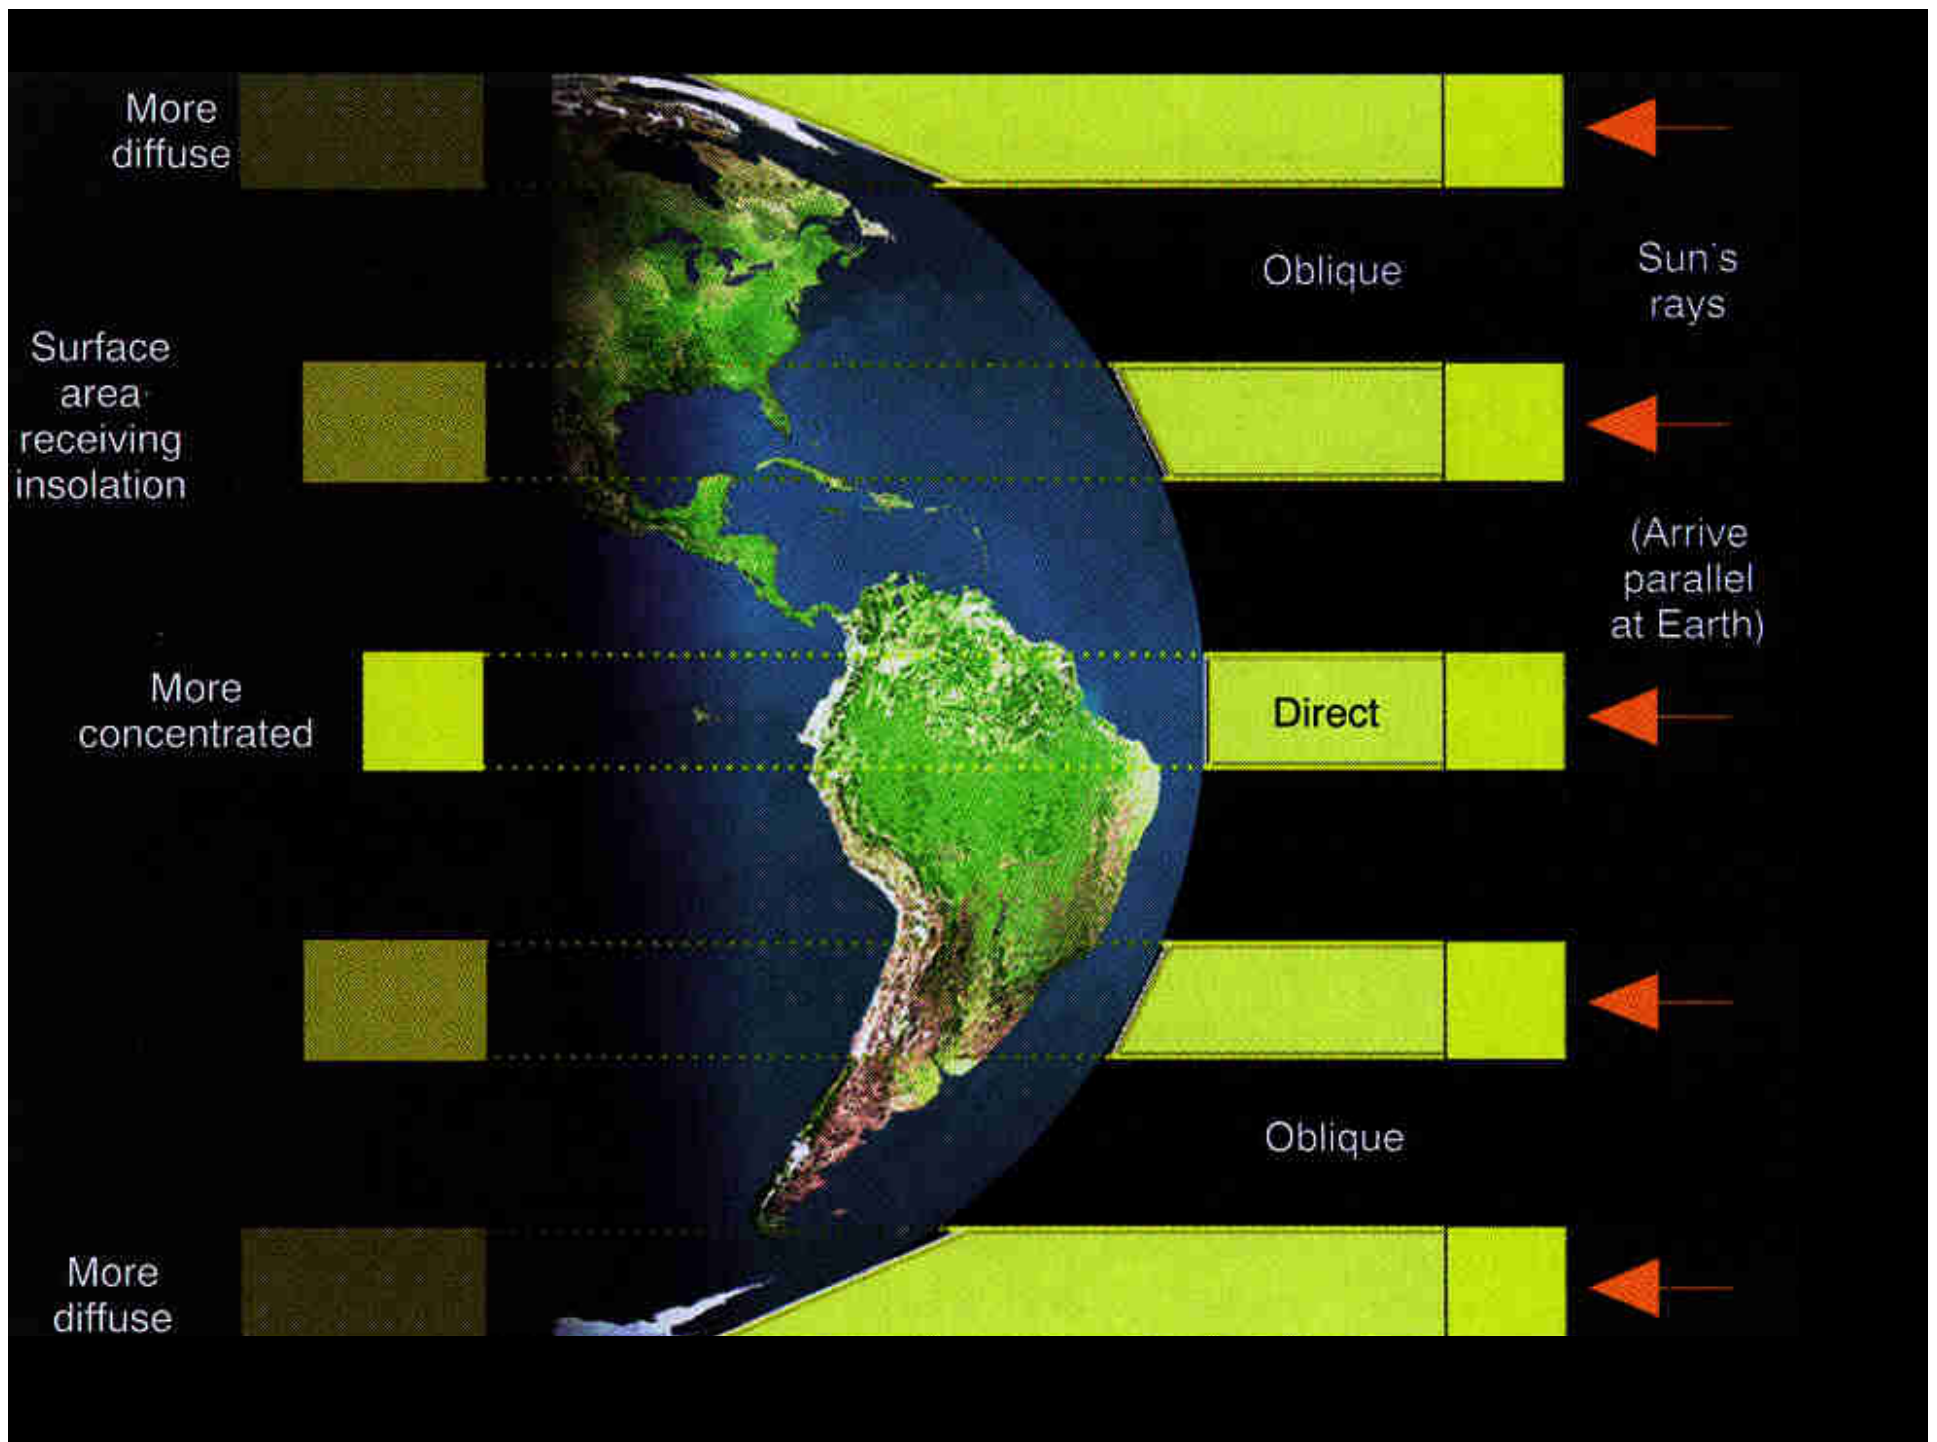 More
diffuse
Oblique
Sun's
rays
Surface
area
receiving
insolation
(Arrive
parallel
at Earth)
More
concentrated
Direct
Oblique
More
diffuse